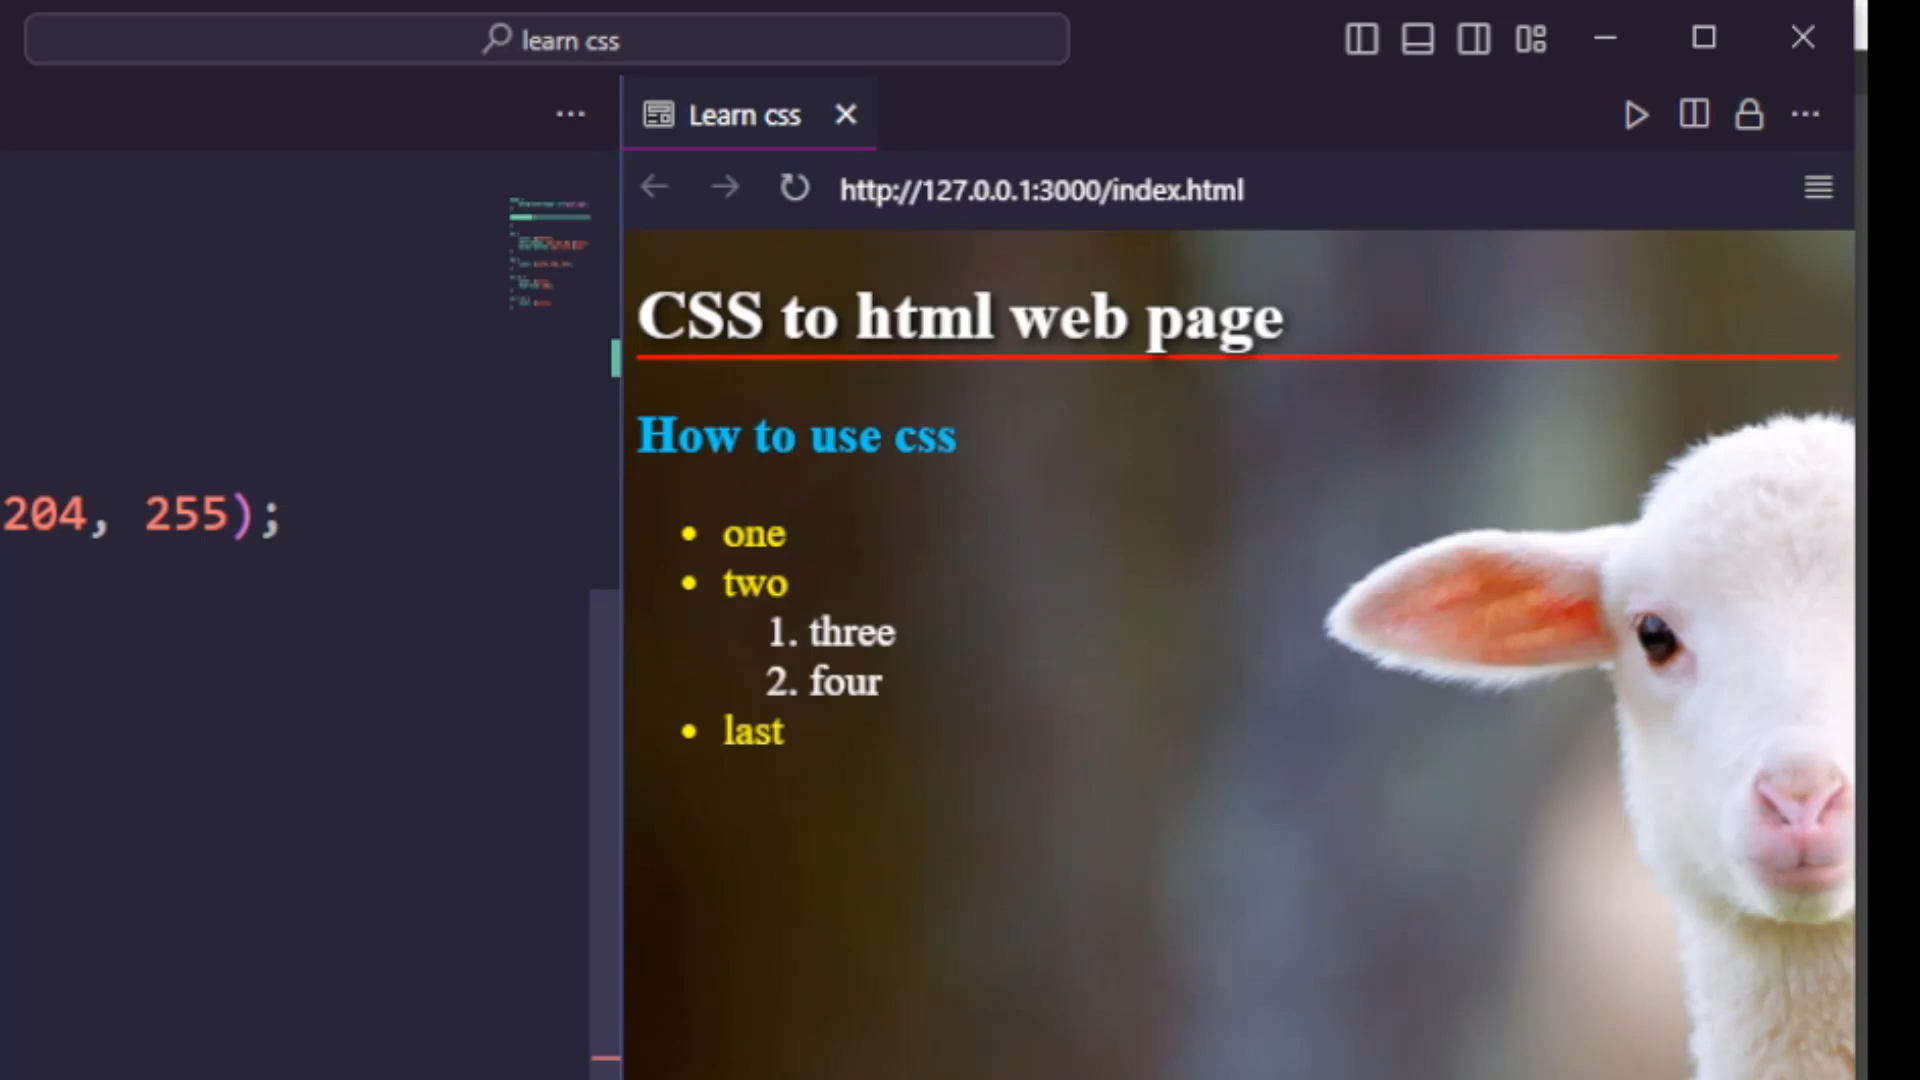 learn css
Learn css
http://127.0.0.1:3000/index.html
CSS to html web page
How to use css
204, 255);
• one
• two
1. three
2. four
• last